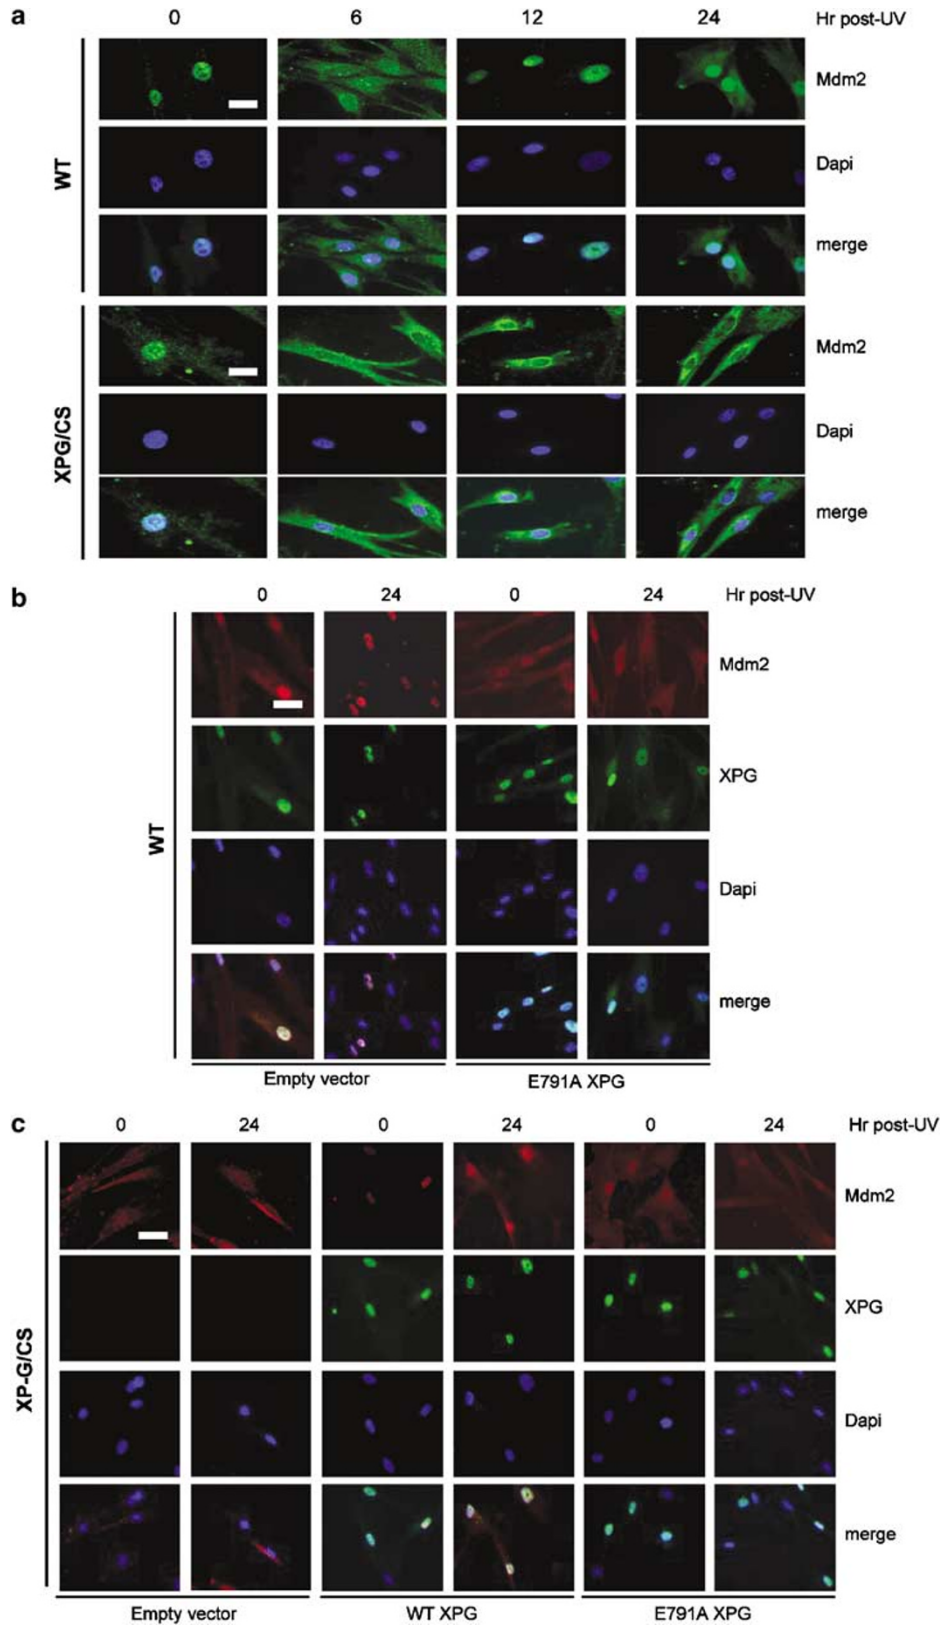 a
0 6 12 24 Hr post-UV
WT
Mdm2
Dapi
merge
XPG/CS
Mdm2
Dapi
merge
b
0 24 0 24 Hr post-UV
WT
Mdm2
XPG
Dapi
merge
Empty vector E791A XPG
c
0 24 0 24 0 24 Hr post-UV
XP-G/CS
Mdm2
XPG
Dapi
merge
Empty vector WT XPG E791A XPG